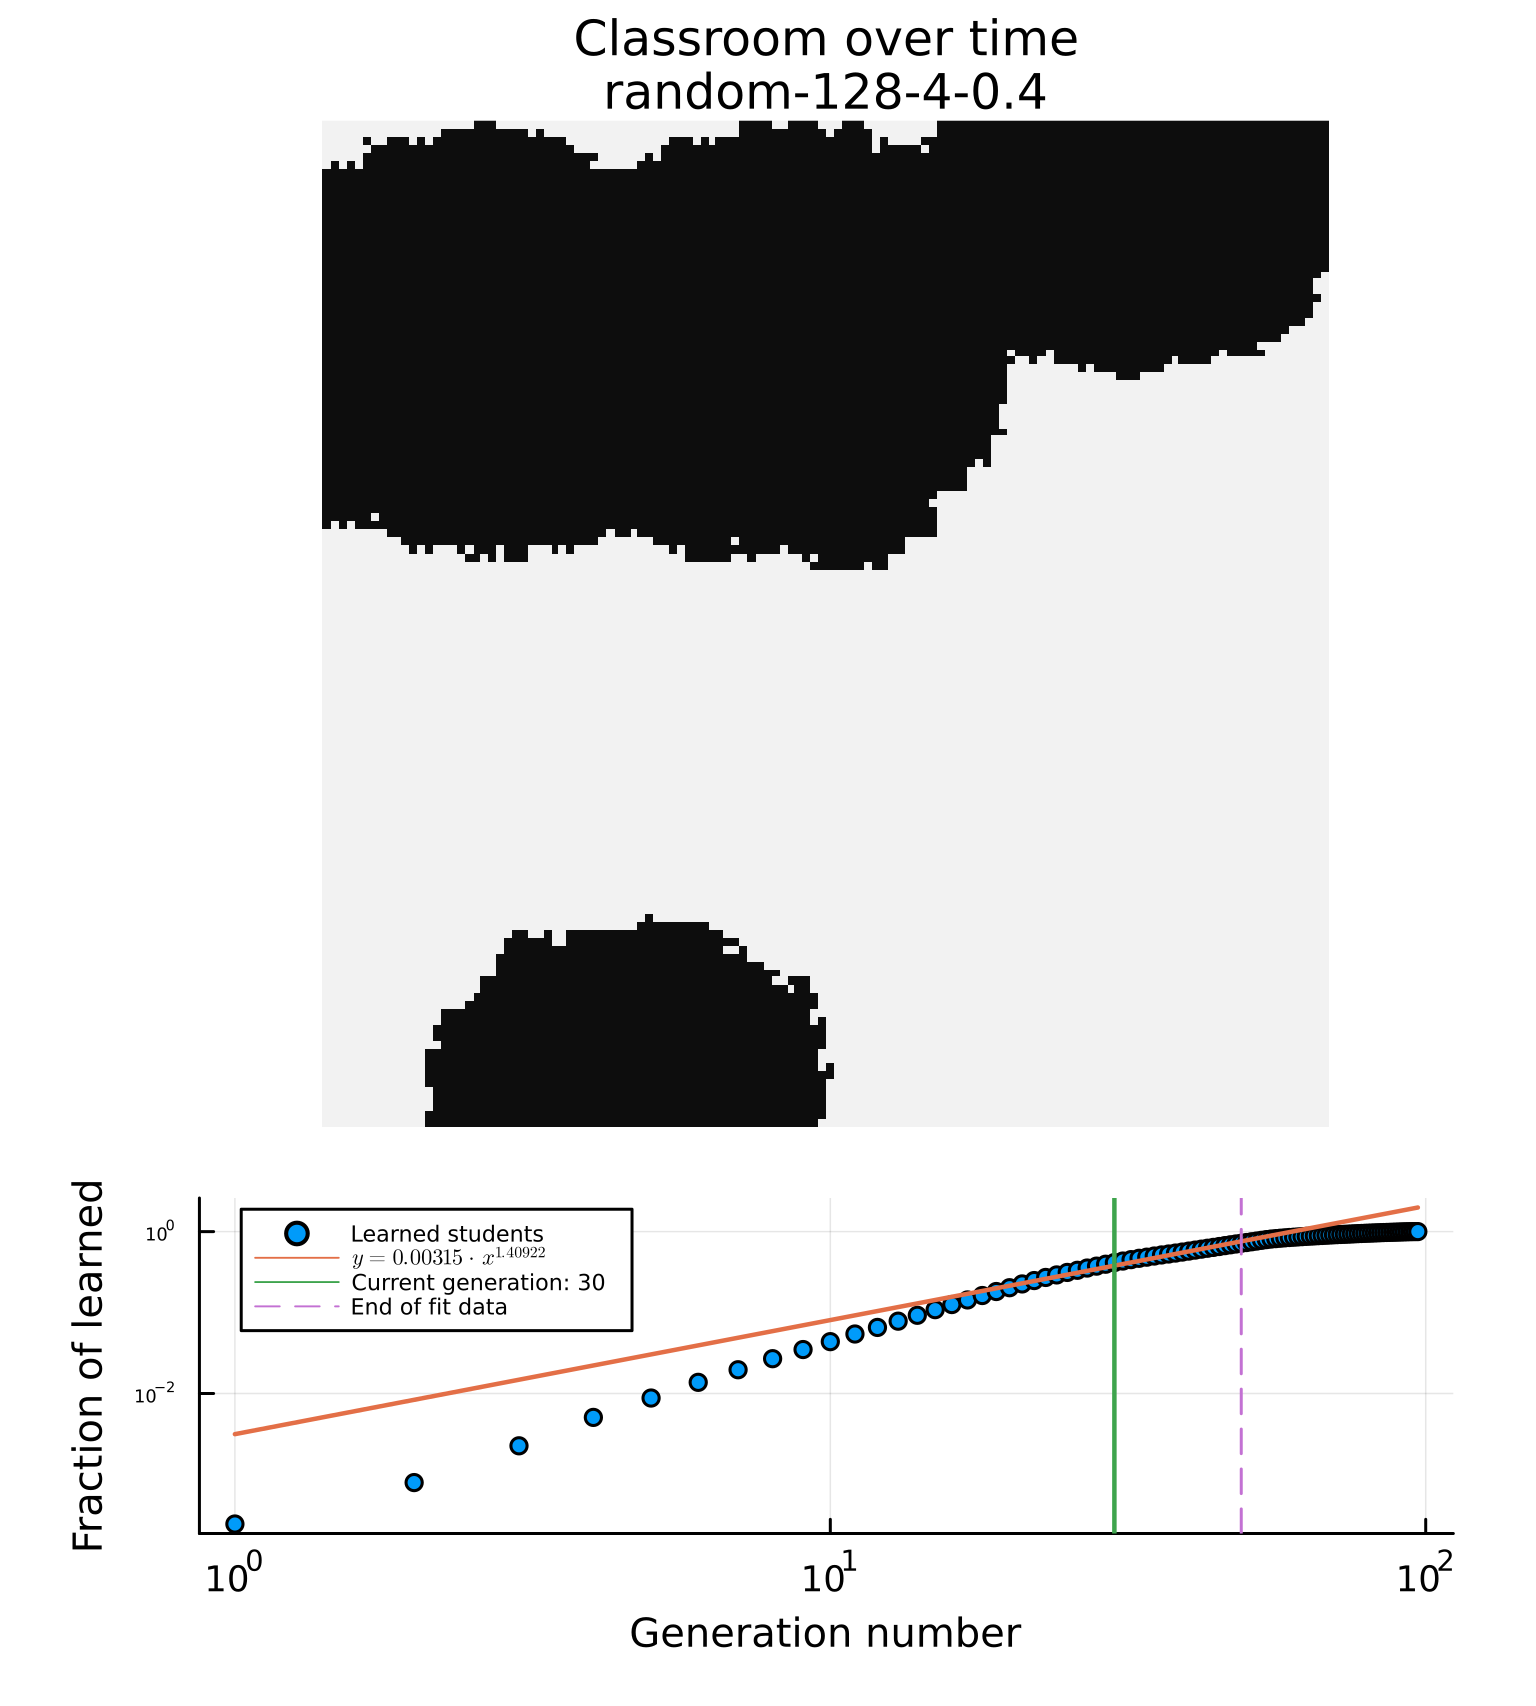 Classroom over time
random-128-4-0.4
Fraction of learned
10^0
10^-2
Learned students
y = 0.00315 · x^1.40922
Current generation: 30
End of fit data
10^0 10^1 10^2
Generation number